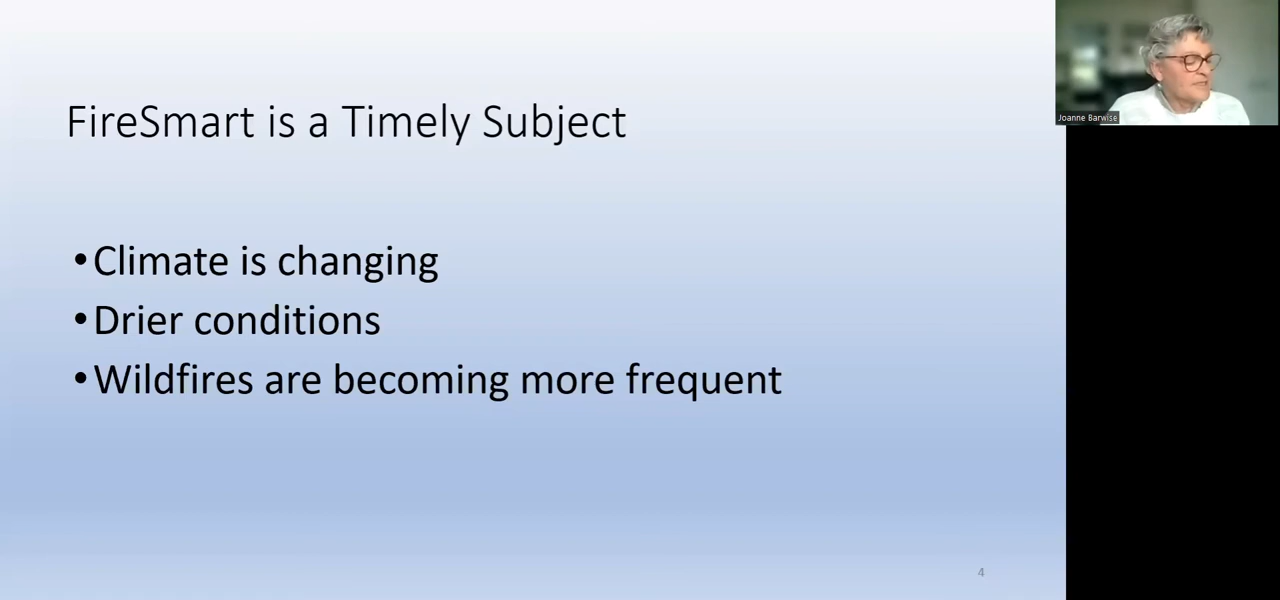 FireSmart is a Timely Subject
•Climate is changing
•Drier conditions
•Wildfires are becoming more frequent
4
Joanne Barwise